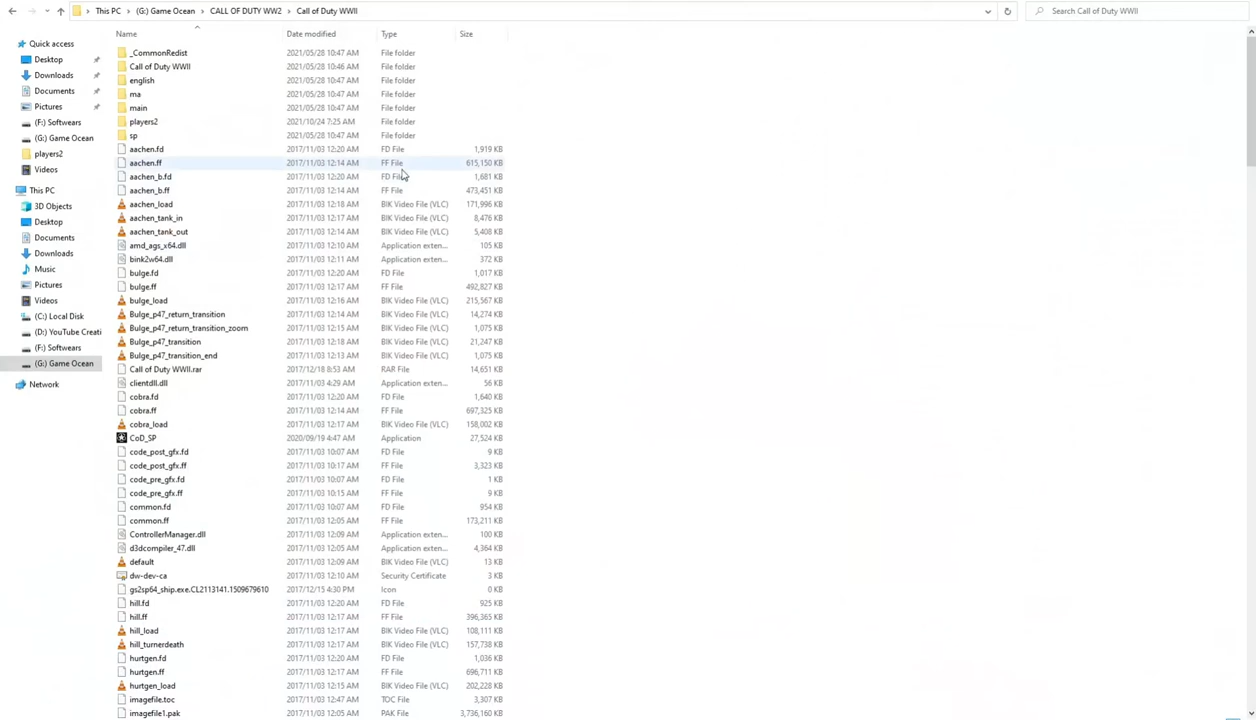 This PC › (G:) Game Ocean › CALL OF DUTY WW2 › Call of Duty WWII
Search Call of Duty WWII
Name Date modified Type Size
Quick access
Desktop
Downloads
Documents
Pictures
(F:) Softwers
(G:) Game Ocean
players2
Videos
This PC
3D Objects
Desktop
Documents
Downloads
Music
Pictures
Videos
(C:) Local Disk
(D:) YouTube Creati
(F:) Softwers
(G:) Game Ocean
Network
_CommonRedist 2021/05/28 10:47 AM File folder
Call of Duty WWII 2021/05/28 10:46 AM File folder
english 2021/05/28 10:47 AM File folder
ma 2021/05/28 10:47 AM File folder
main 2021/05/28 10:47 AM File folder
players2 2021/10/24 7:25 AM File folder
sp 2021/05/28 10:47 AM File folder
aachen.fd 2017/11/03 12:20 AM FD File 1,919 KB
aachen.ff 2017/11/03 12:14 AM FF File 615,150 KB
aachen_b.fd 2017/11/03 12:20 AM FD File 1,681 KB
aachen_b.ff 2017/11/03 12:14 AM FF File 473,451 KB
aachen_load 2017/11/03 12:18 AM BIK Video File (VLC) 171,996 KB
aachen_tank_in 2017/11/03 12:17 AM BIK Video File (VLC) 8,476 KB
aachen_tank_out 2017/11/03 12:14 AM BIK Video File (VLC) 5,408 KB
amd_ags_x64.dll 2017/11/03 12:10 AM Application exten... 105 KB
bink2w64.dll 2017/11/03 12:11 AM Application exten... 372 KB
bulge.fd 2017/11/03 12:20 AM FD File 1,017 KB
bulge.ff 2017/11/03 12:17 AM FF File 492,827 KB
bulge_load 2017/11/03 12:16 AM BIK Video File (VLC) 215,567 KB
Bulge_p47_return_transition 2017/11/03 12:14 AM BIK Video File (VLC) 14,274 KB
Bulge_p47_return_transition_zoom 2017/11/03 12:15 AM BIK Video File (VLC) 1,075 KB
Bulge_p47_transition 2017/11/03 12:18 AM BIK Video File (VLC) 21,247 KB
Bulge_p47_transition_end 2017/11/03 12:13 AM BIK Video File (VLC) 1,075 KB
Call of Duty WWII.rar 2017/12/18 8:53 AM RAR File 14,651 KB
clientdll.dll 2017/11/03 4:29 AM Application exten... 56 KB
cobra.fd 2017/11/03 12:20 AM FD File 1,640 KB
cobra.ff 2017/11/03 12:14 AM FF File 697,325 KB
cobra_load 2017/11/03 12:17 AM BIK Video File (VLC) 158,002 KB
CoD_SP 2020/09/19 4:47 AM Application 27,524 KB
code_post_gfx.fd 2017/11/03 10:07 AM FD File 9 KB
code_post_gfx.ff 2017/11/03 10:17 AM FF File 3,323 KB
code_pre_gfx.fd 2017/11/03 10:07 AM FD File 1 KB
code_pre_gfx.ff 2017/11/03 10:15 AM FF File 9 KB
common.fd 2017/11/03 10:07 AM FD File 954 KB
common.ff 2017/11/03 12:05 AM FF File 173,211 KB
ControllerManager.dll 2017/11/03 12:09 AM Application exten... 100 KB
d3dcompiler_47.dll 2017/11/03 12:05 AM Application exten... 4,364 KB
default 2017/11/03 12:09 AM BIK Video File (VLC) 13 KB
dw-dev-ca 2017/11/03 12:10 AM Security Certificate 3 KB
gs2sp64_ship.exe.CL2113141.1509679610 2017/12/15 4:30 PM Icon 0 KB
hill.fd 2017/11/03 12:20 AM FD File 925 KB
hill.ff 2017/11/03 12:17 AM FF File 396,365 KB
hill_load 2017/11/03 12:17 AM BIK Video File (VLC) 108,111 KB
hill_turnerdeath 2017/11/03 12:17 AM BIK Video File (VLC) 157,738 KB
hurtgen.fd 2017/11/03 12:20 AM FD File 1,036 KB
hurtgen.ff 2017/11/03 12:17 AM FF File 696,711 KB
hurtgen_load 2017/11/03 12:15 AM BIK Video File (VLC) 202,228 KB
imagefile.toc 2017/11/03 12:47 AM TOC File 3,307 KB
imagefile1.pak 2017/11/03 12:05 AM PAK File 3,736,160 KB